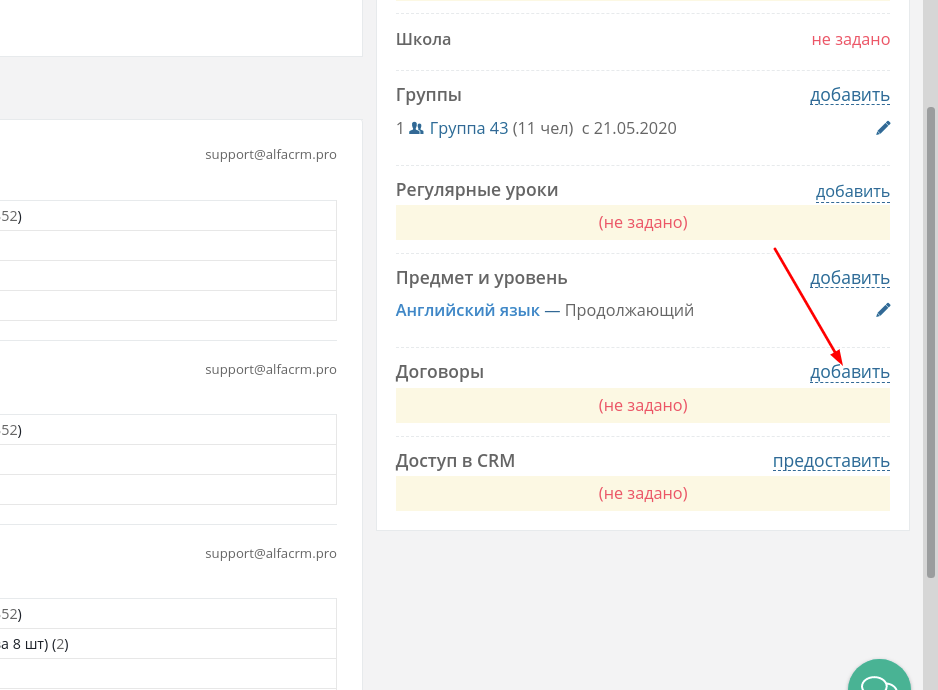 Школа не задано
Группы добавить
1 Группа 43 (11 чел) с 21.05.2020
Регулярные уроки добавить
(не задано)
Предмет и уровень добавить
Английский язык — Продолжающий
Договоры добавить
(не задано)
Доступ в CRM предоставить
(не задано)
support@alfacrm.pro
52)
support@alfacrm.pro
52)
support@alfacrm.pro
52)
а 8 шт) (2)